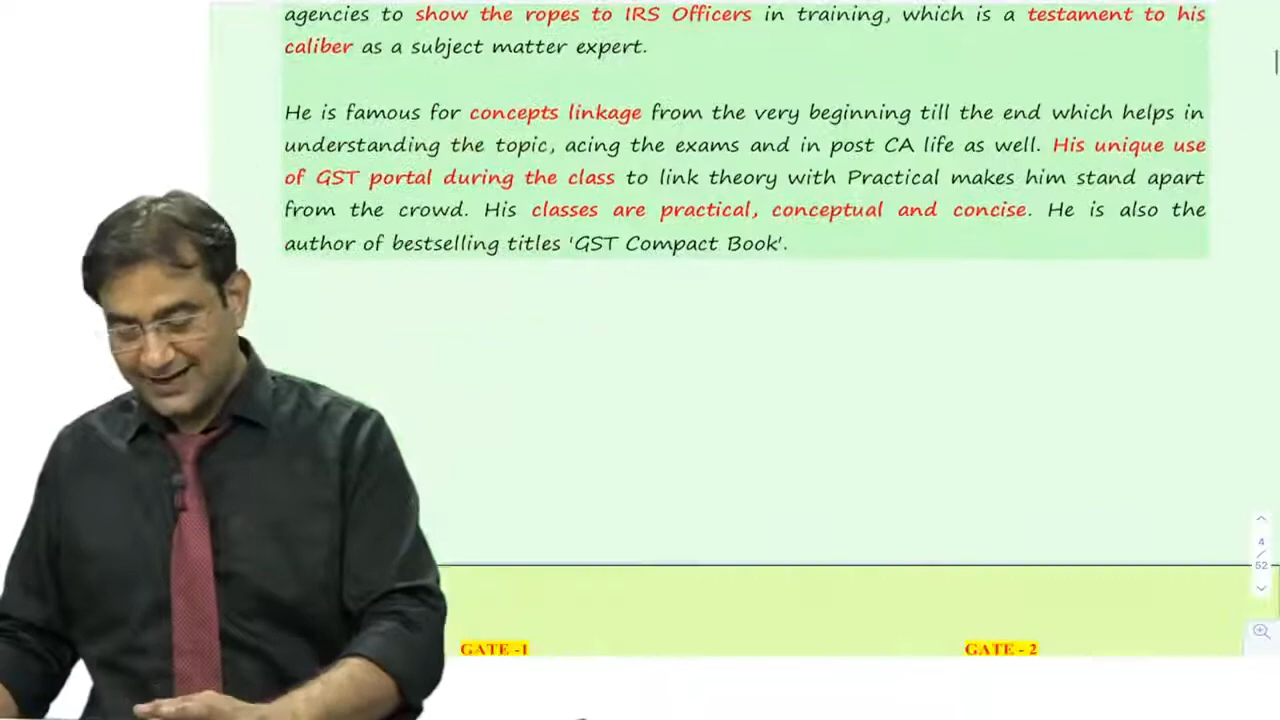 agencies to show the ropes to IRS Officers in training, which is a testament to his
caliber as a subject matter expert.
He is famous for concepts linkage from the very beginning till the end which helps in
understanding the topic, acing the exams and in post CA life as well. His unique use
of GST portal during the class to link theory with Practical makes him stand apart
from the crowd. His classes are practical, conceptual and concise. He is also the
author of bestselling titles 'GST Compact Book'.
4
/
52
GATE -1
GATE - 2